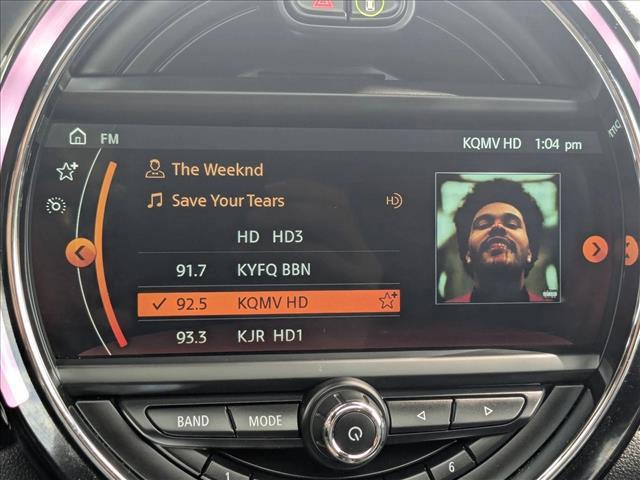 FM KQMV HD 1:04 pm
The Weeknd
Save Your Tears HD
HD HD3
91.7 KYFQ BBN
92.5 KQMV HD
93.3 KJR HD1
BAND MODE
1 6